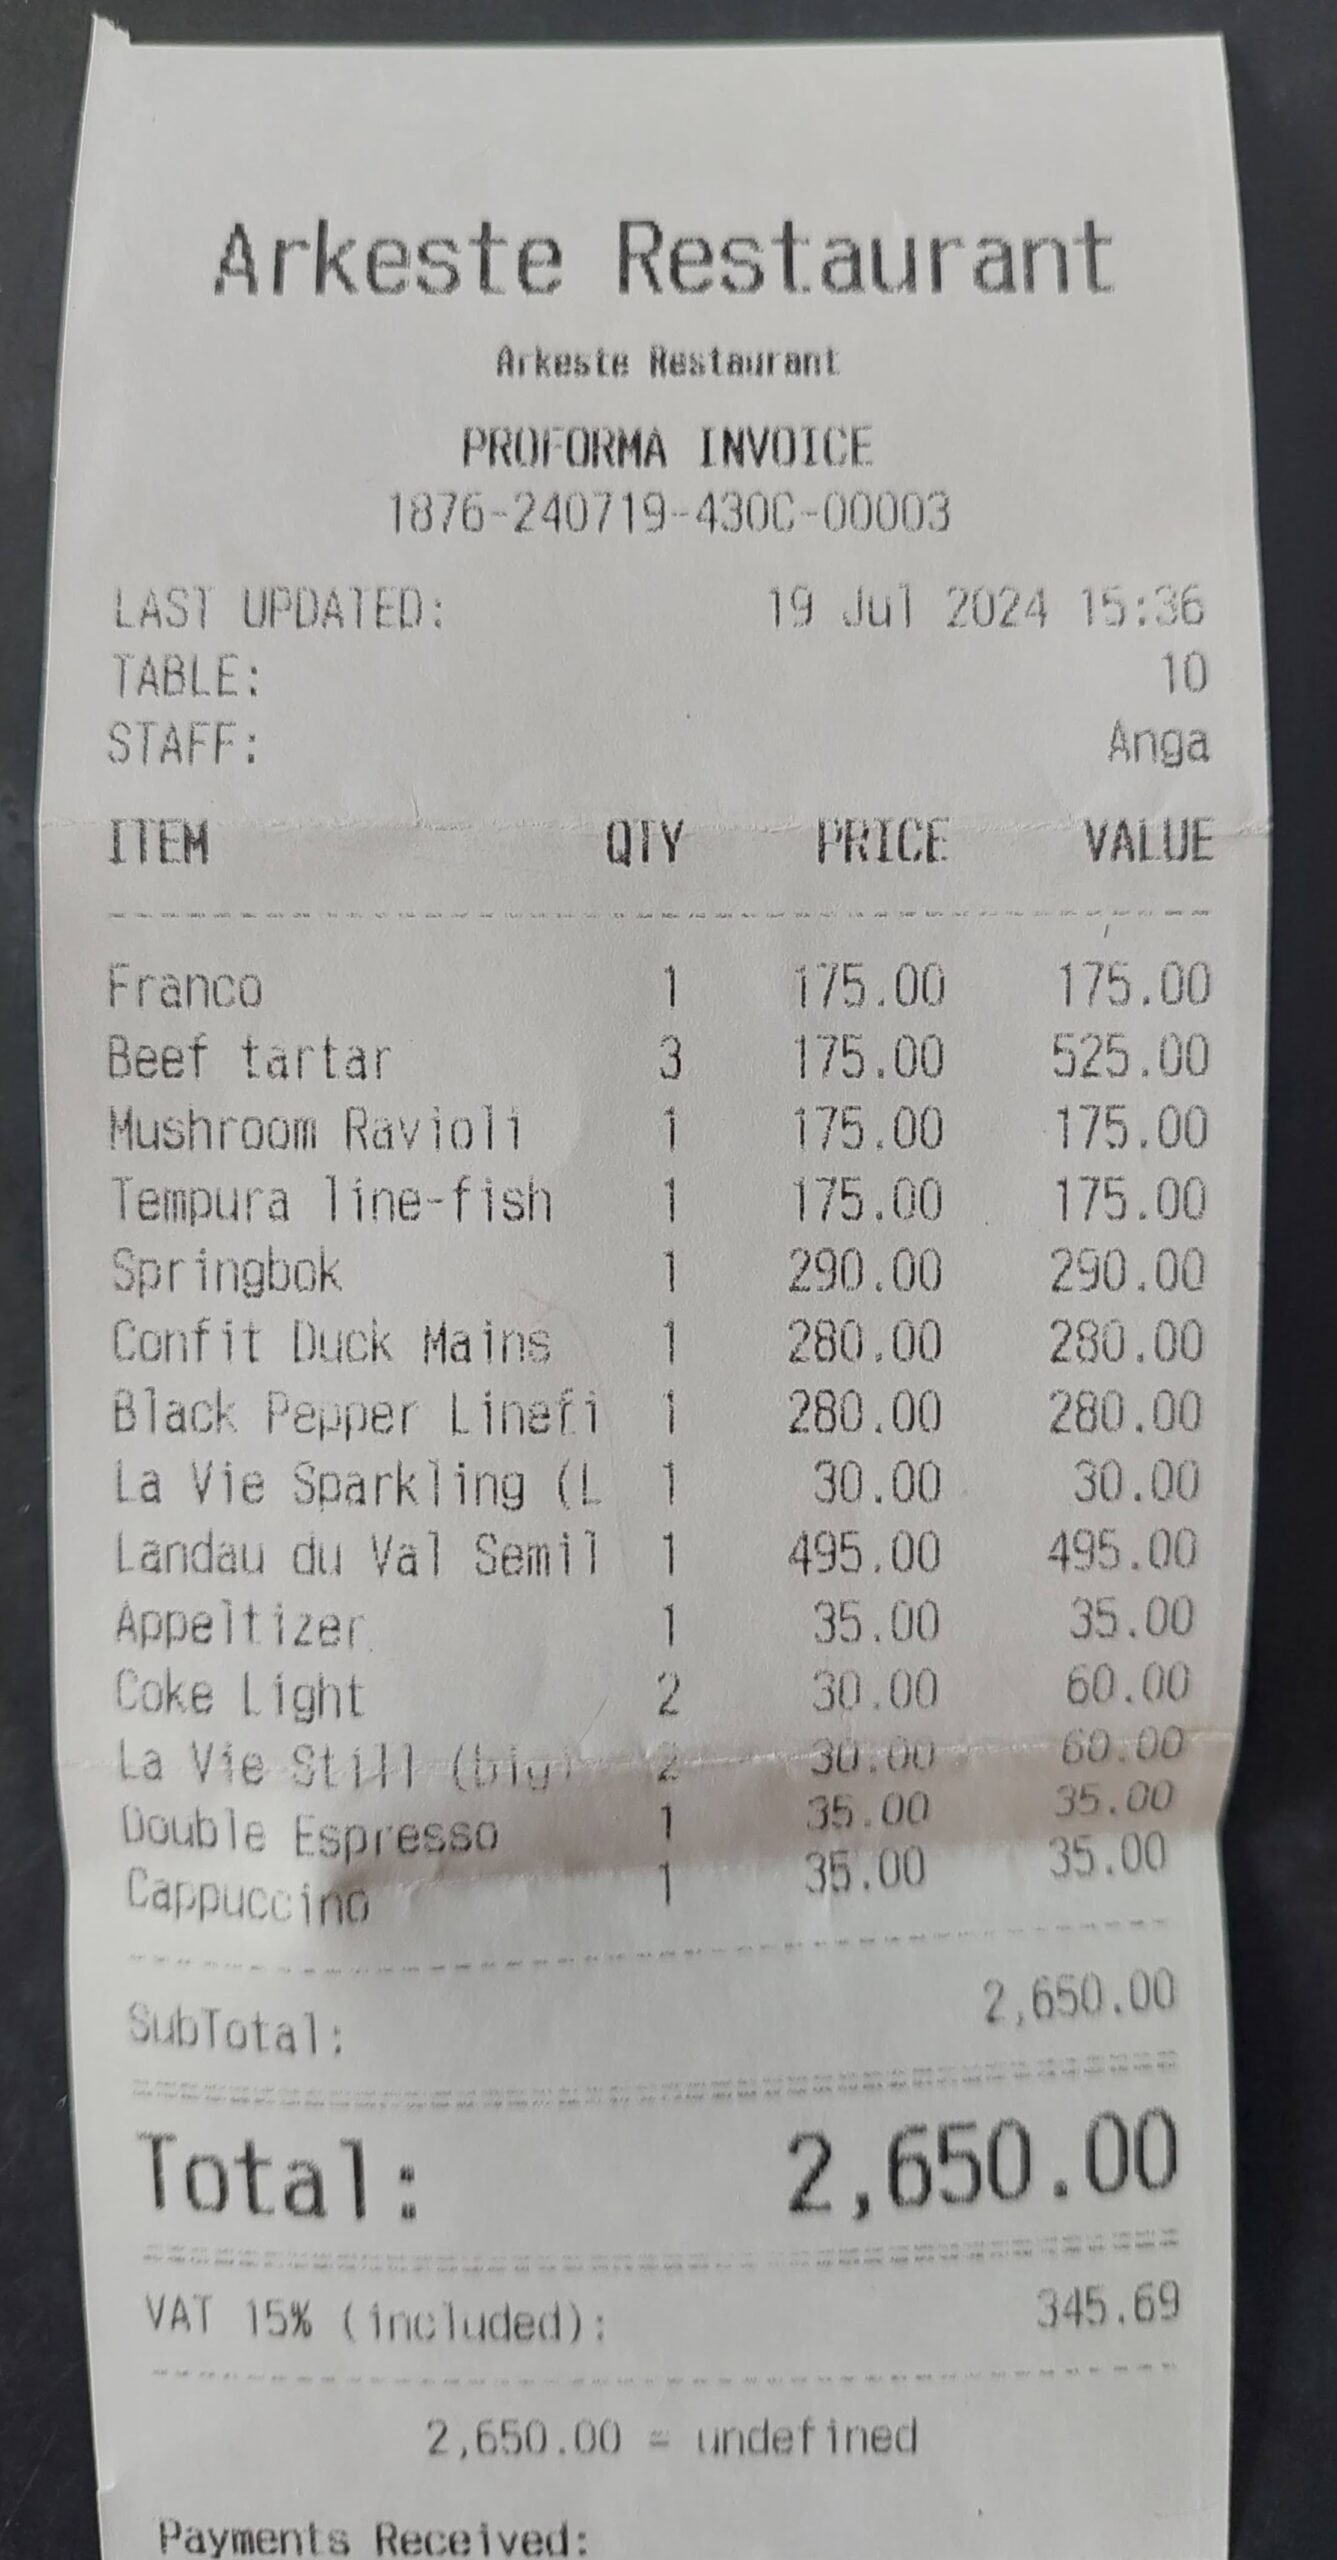 Arkeste Restaurant
Arkeste Restaurant
PROFORMA INVOICE
1876-240719-430C-00003
LAST UPDATED: 19 Jul 2024 15:36
TABLE: 10
STAFF: Anga
ITEM QTY PRICE VALUE
Franco 1 175.00 175.00
Beef tartar 3 175.00 525.00
Mushroom Ravioli 1 175.00 175.00
Tempura line-fish 1 175.00 175.00
Springbok 1 290.00 290.00
Confit Duck Mains 1 280.00 280.00
Black Pepper Linefi 1 280.00 280.00
La Vie Sparkling (L 1 30.00 30.00
Landau du Val Semil 1 495.00 495.00
Appeltizer 1 35.00 35.00
Coke Light 2 30.00 60.00
La Vie Still (big) 2 30.00 60.00
Double Espresso 1 35.00 35.00
Cappuccino 1 35.00 35.00
SubTotal: 2,650.00
Total: 2,650.00
VAT 15% (included): 345.69
2,650.00 = undefined
Payments Received: